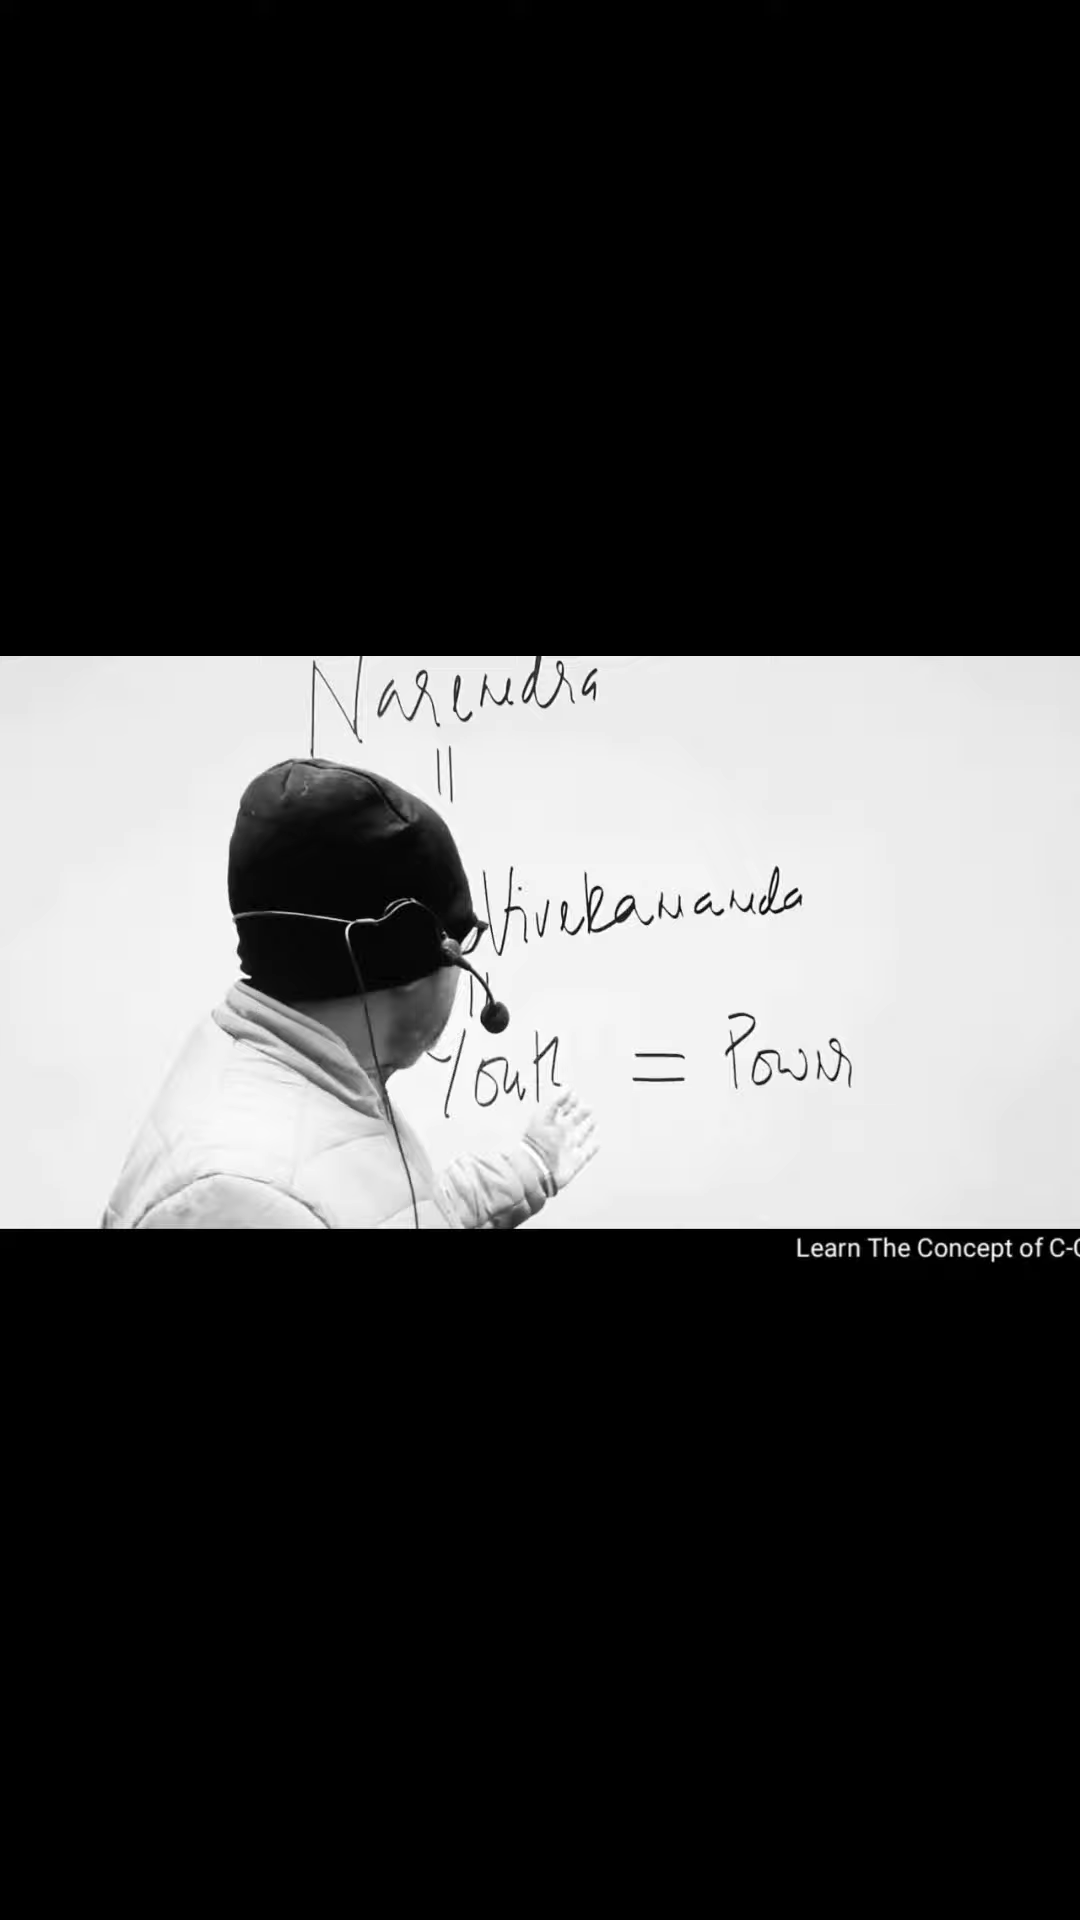 Narendra
||
Vivekananda
||
Youth = Power
Learn The Concept of C-